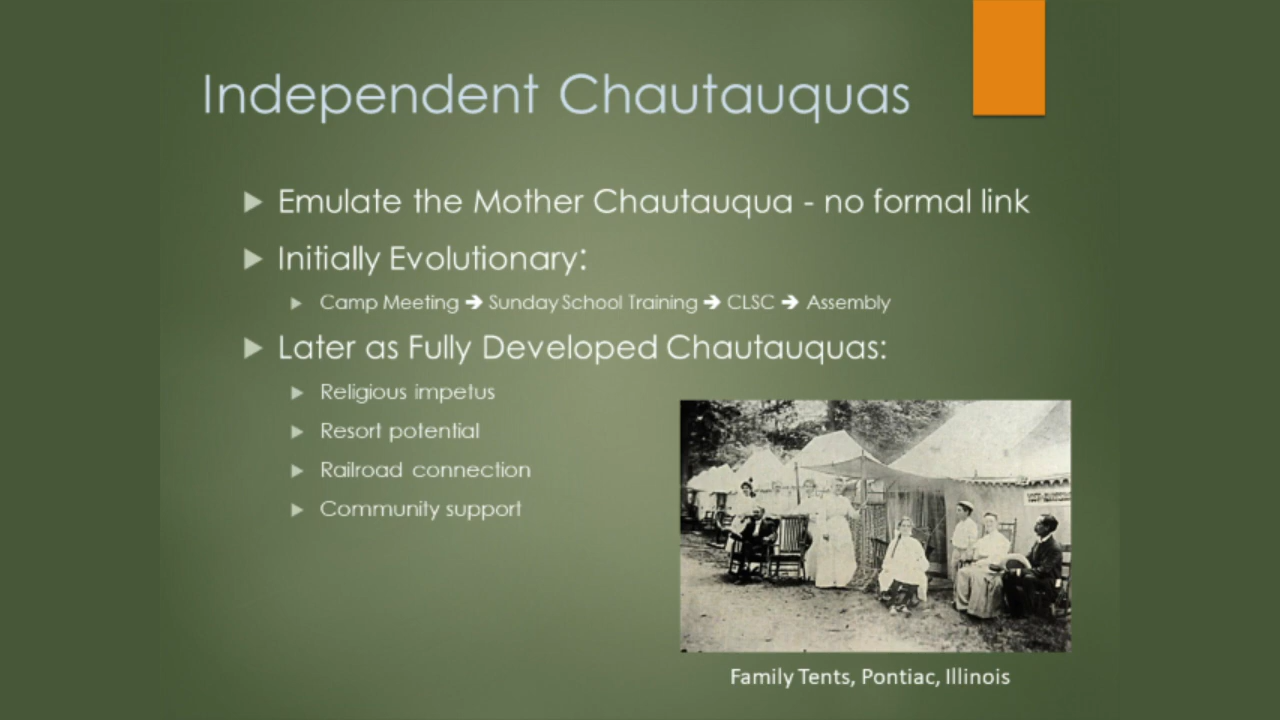 Independent Chautauquas
Emulate the Mother Chautauqua - no formal link
Initially Evolutionary:
Camp Meeting → Sunday School Training → CLSC → Assembly
Later as Fully Developed Chautauquas:
Religious impetus
Resort potential
Railroad connection
Community support
Family Tents, Pontiac, Illinois